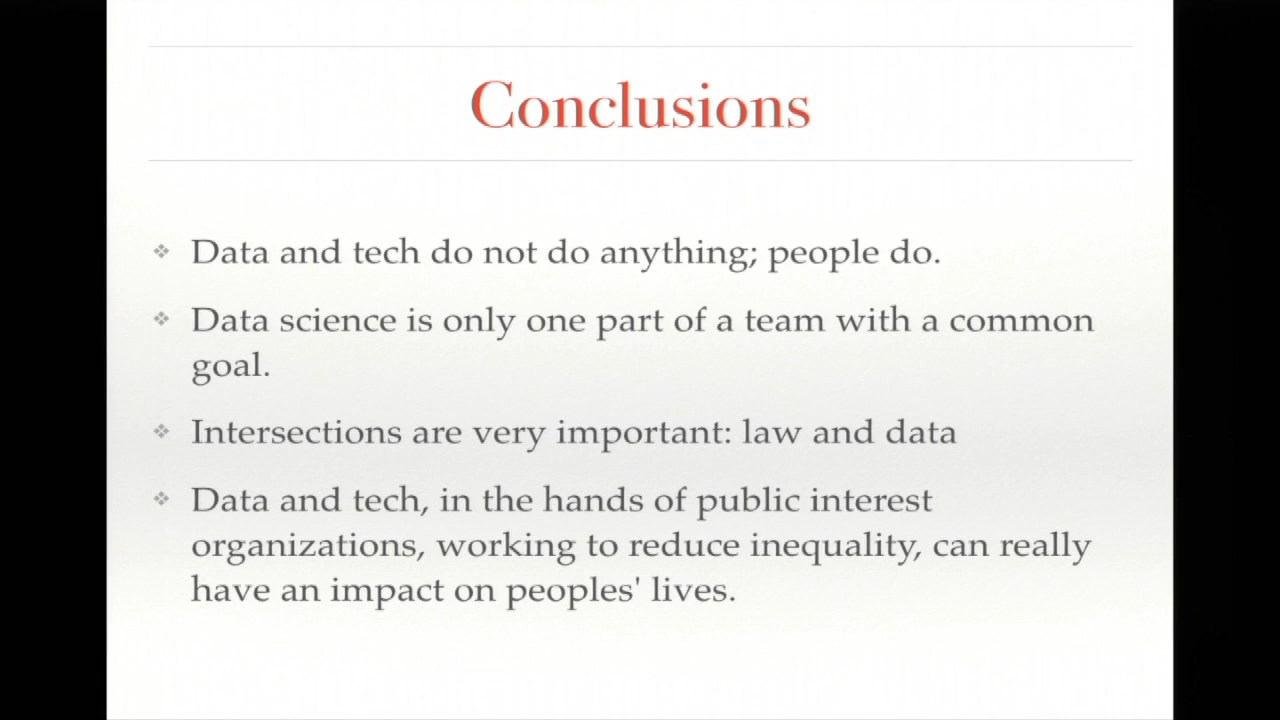 Conclusions
Data and tech do not do anything; people do.
Data science is only one part of a team with a common
goal.
Intersections are very important: law and data
Data and tech, in the hands of public interest
organizations, working to reduce inequality, can really
have an impact on peoples' lives.